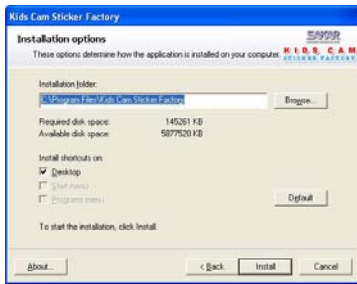 Kids Cam Sticker Factory
Installation options
These options determine how the application is installed on your computer.
SAKAR
KIDS CAM
STICKER FACTORY
Installation folder:
C:\Program Files\Kids Cam Sticker Factory
Browse...
Required disk space: 145261 KB
Available disk space: 5877520 KB
Install shortcuts on:
Desktop
Start menu
Programs menu
Default
To start the installation, click Install.
About...
< Back
Install
Cancel